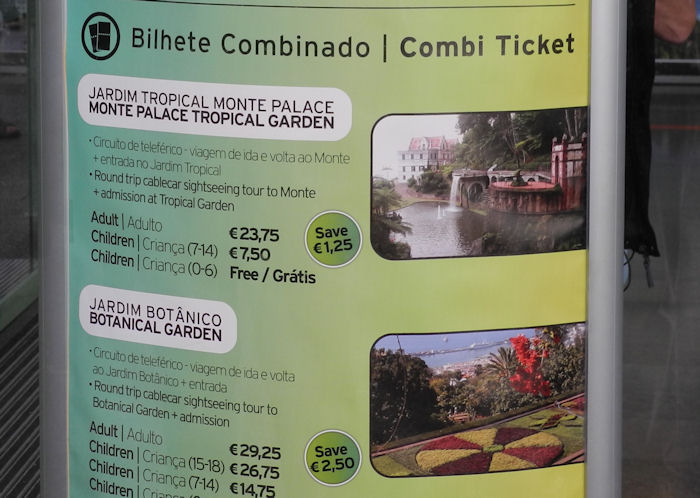 Bilhete Combinado | Combi Ticket
JARDIM TROPICAL MONTE PALACE
MONTE PALACE TROPICAL GARDEN
• Circuito de teleférico - viagem de ida e volta ao Monte
+ entrada no Jardim Tropical
• Round trip cablecar sightseeing tour to Monte
+ admission at Tropical Garden
Adult | Adulto €23,75
Children | Criança (7-14) €7,50
Children | Criança (0-6) Free / Grátis
Save
€1,25
JARDIM BOTÂNICO
BOTANICAL GARDEN
• Circuito de teleférico - viagem de ida e volta
ao Jardim Botânico + entrada
• Round trip cablecar sightseeing tour to
Botanical Garden + admission
Adult | Adulto €29,25
Children | Criança (15-18) €26,75
Children | Criança (7-14) €14,75
Children | Criança
Save
€2,50